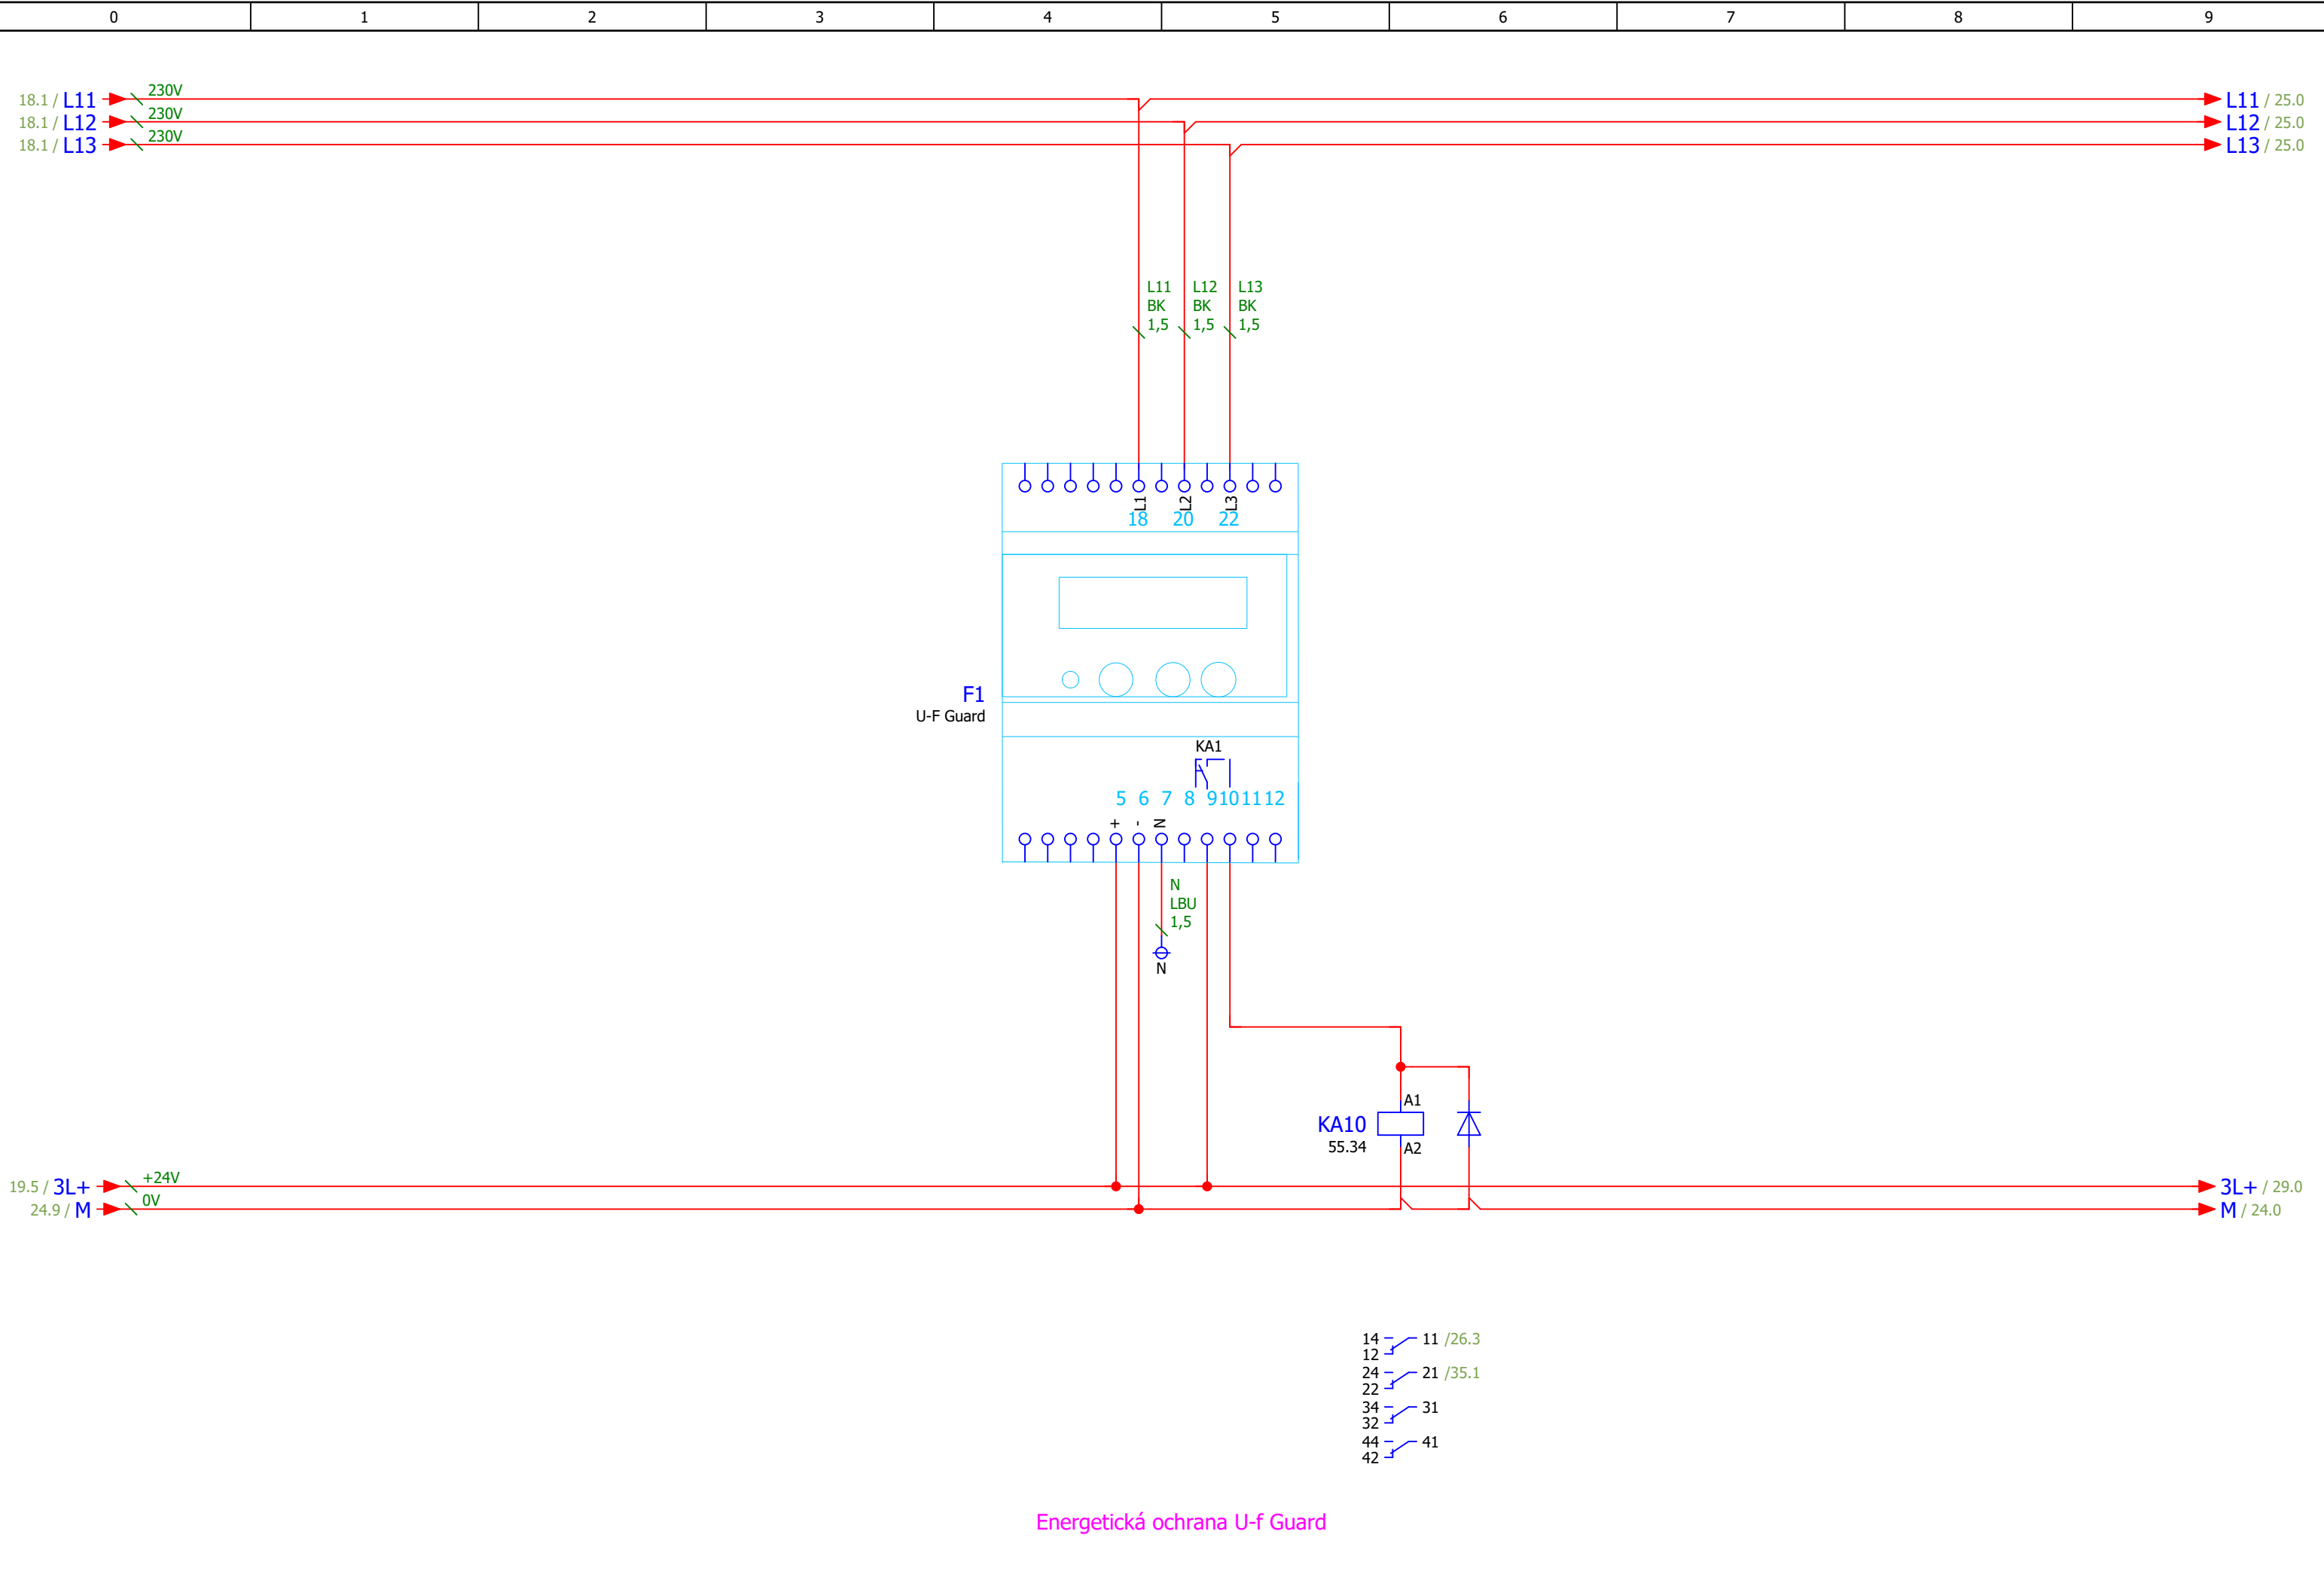 0 1 2 3 4 5 6 7 8 9
18.1 / L11 230V L11 / 25.0
18.1 / L12 230V L12 / 25.0
18.1 / L13 230V L13 / 25.0
L11 L12 L13
BK BK BK
1,5 1,5 1,5
L1 L2 L3
18 20 22
F1
U-F Guard
KA1
5 6 7 8 9 10 11 12
+ - N
N
LBU
1,5
N
A1
KA10
55.34
A2
19.5 / 3L+ +24V 3L+ / 29.0
24.9 / M 0V M / 24.0
14 11 /26.3
12
24 21 /35.1
22
34 31
32
44 41
42
Energetická ochrana U-f Guard